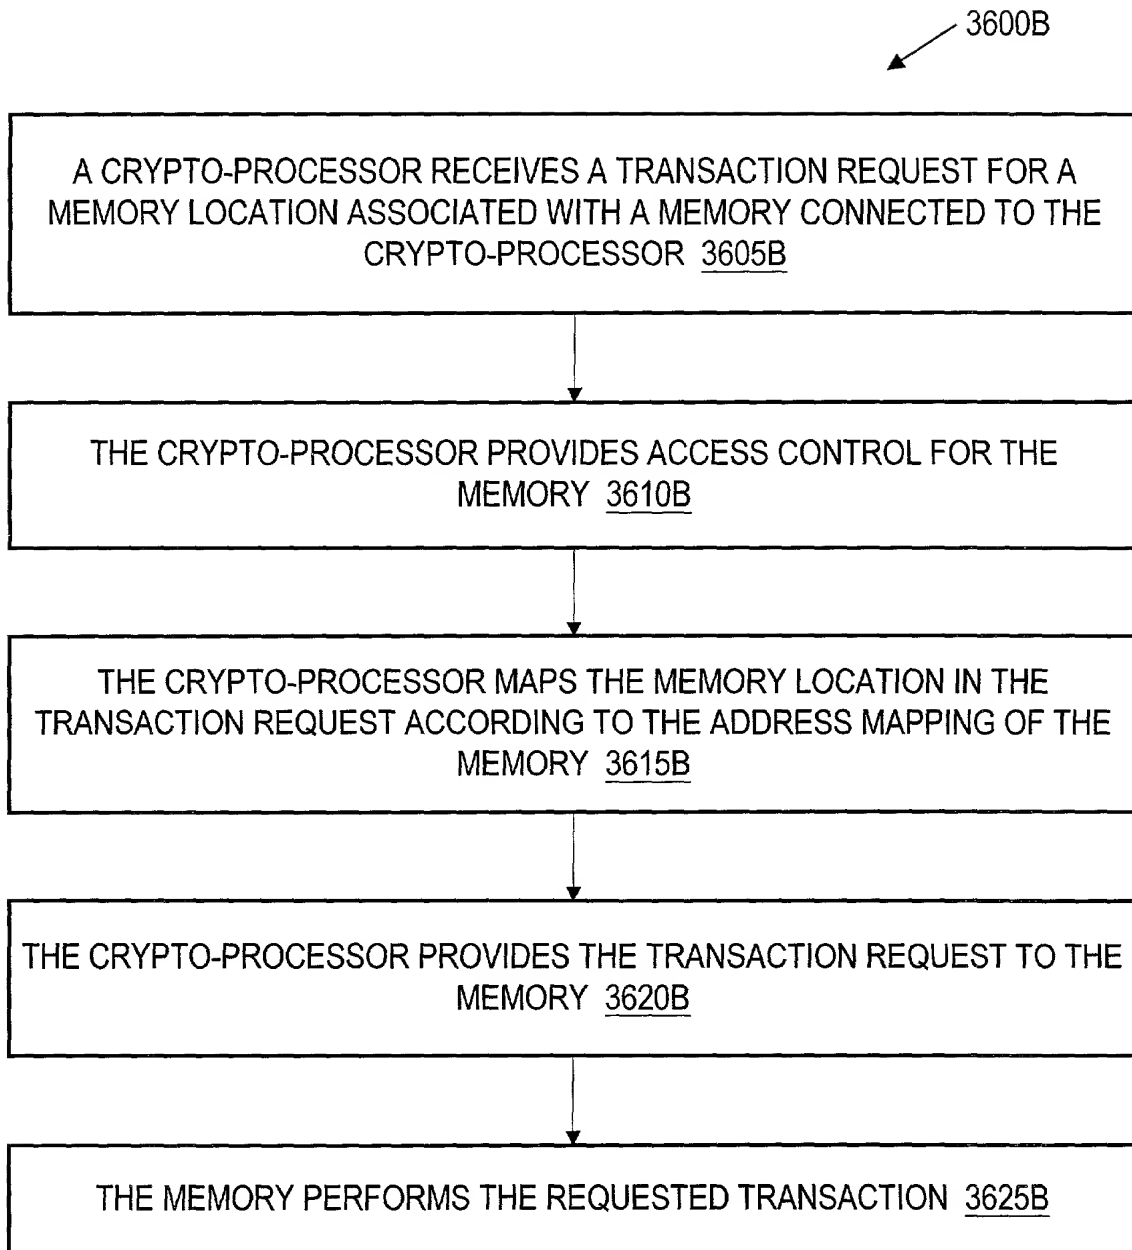 3600B
A CRYPTO-PROCESSOR RECEIVES A TRANSACTION REQUEST FOR A
MEMORY LOCATION ASSOCIATED WITH A MEMORY CONNECTED TO THE
CRYPTO-PROCESSOR 3605B
THE CRYPTO-PROCESSOR PROVIDES ACCESS CONTROL FOR THE
MEMORY 3610B
THE CRYPTO-PROCESSOR MAPS THE MEMORY LOCATION IN THE
TRANSACTION REQUEST ACCORDING TO THE ADDRESS MAPPING OF THE
MEMORY 3615B
THE CRYPTO-PROCESSOR PROVIDES THE TRANSACTION REQUEST TO THE
MEMORY 3620B
THE MEMORY PERFORMS THE REQUESTED TRANSACTION 3625B